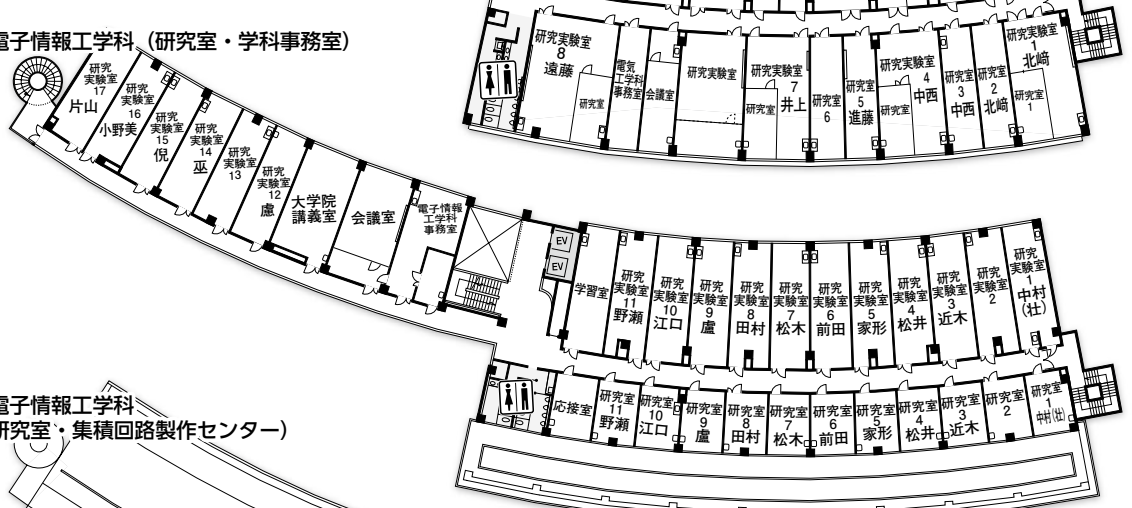 電子情報工学科（研究室・学科事務室）
研究実験室
8
遠藤
研究室
電気
工学科
事務室
会議室
研究実験室
研究実験室
7
井上
研究室
研究室
6
研究
実験室
5
進藤
研究実験室
4
中西
研究室
研究室
3
中西
研究室
2
北﨑
研究実験室
1
北﨑
研究室
1
研究
実験室
17
片山
研究
実験室
16
小野美
研究
実験室
15
倪
研究
実験室
14
巫
研究
実験室
13
研究
実験室
12
慮
大学院
講義室
会議室
電子情報
工学科
事務室
EV
EV
学習室
研究
実験室
11
野瀬
研究
実験室
10
江口
研究
実験室
9
盧
研究
実験室
8
田村
研究
実験室
7
松木
研究
実験室
6
前田
研究
実験室
5
家形
研究
実験室
4
松井
研究
実験室
3
近木
研究
実験室
2
研究
実験室
1
中村
（壮）
応接室
研究室
11
野瀬
研究室
10
江口
研究室
9
盧
研究室
8
田村
研究室
7
松木
研究室
6
前田
研究室
5
家形
研究室
4
松井
研究室
3
近木
研究室
2
研究室
1
中村（壮）
電子情報工学科
研究室・集積回路製作センター）